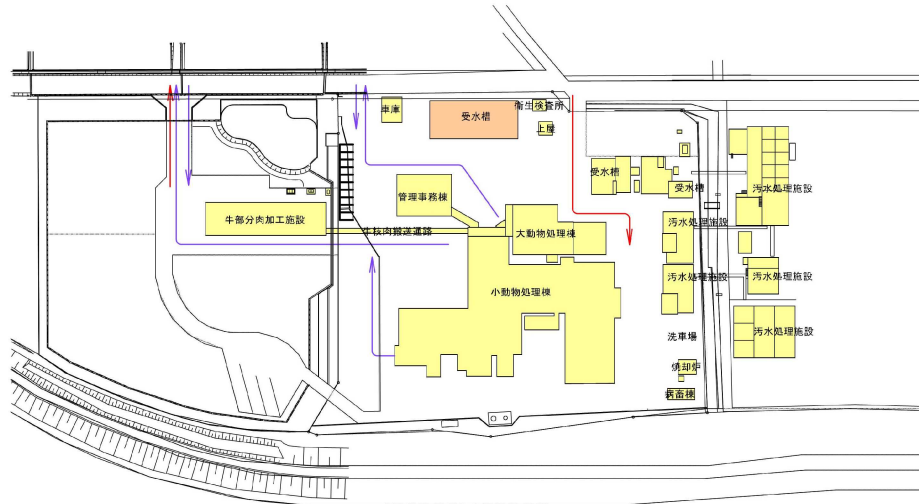 車庫
受水槽
衛生検査所
上屋
受水槽
受水槽
汚水処理施設
管理事務棟
牛部分肉加工施設
牛枝肉搬送通路
大動物処理棟
汚水処理施設
小動物処理棟
汚水処理施設
汚水処理施設
汚水処理施設
洗車場
焼却炉
病畜棟